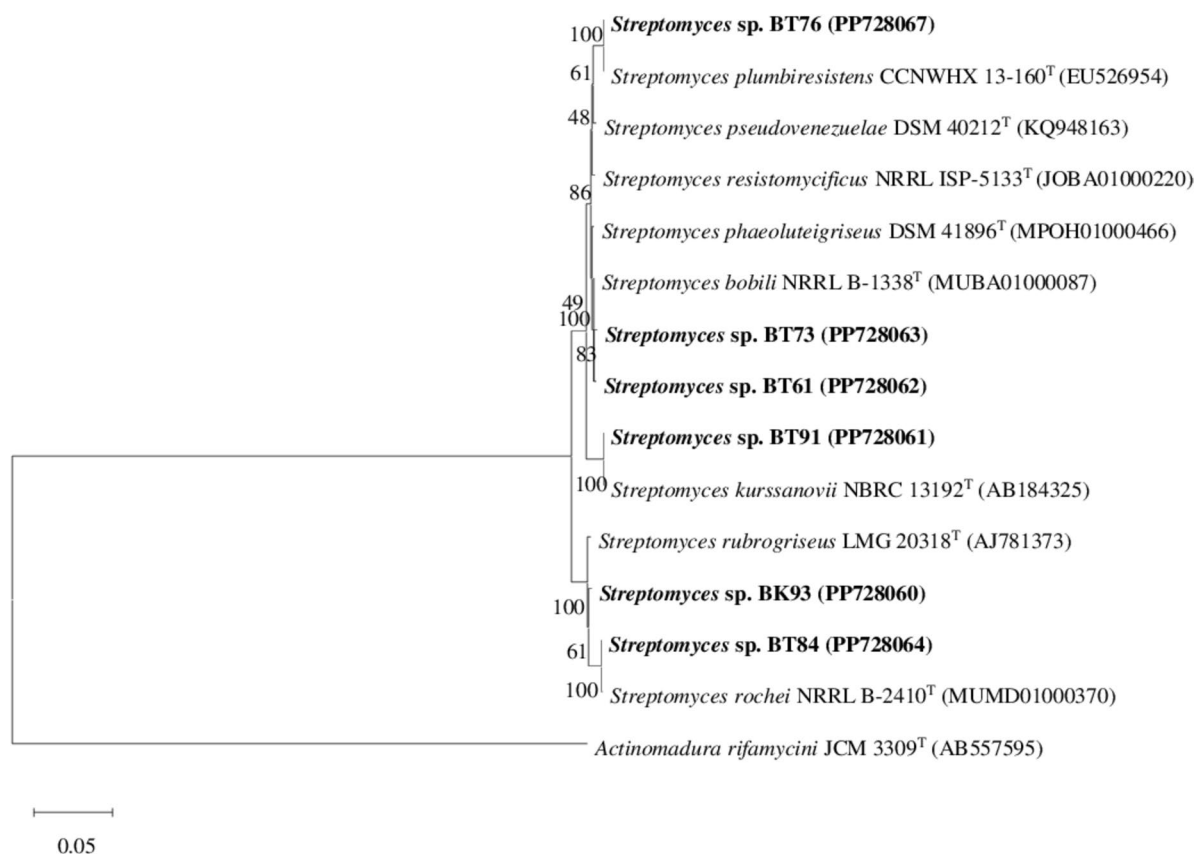 Streptomyces sp. BT76 (PP728067)
100
61
Streptomyces plumbiresistens CCNWHX 13-160ᵀ (EU526954)
48
Streptomyces pseudovenezuelae DSM 40212ᵀ (KQ948163)
Streptomyces resistomycificus NRRL ISP-5133ᵀ (JOBA01000220)
86
Streptomyces phaeoluteigriseus DSM 41896ᵀ (MPOH01000466)
Streptomyces bobili NRRL B-1338ᵀ (MUBA01000087)
49
100
Streptomyces sp. BT73 (PP728063)
83
Streptomyces sp. BT61 (PP728062)
Streptomyces sp. BT91 (PP728061)
100
Streptomyces kurssanovii NBRC 13192ᵀ (AB184325)
Streptomyces rubrogriseus LMG 20318ᵀ (AJ781373)
Streptomyces sp. BK93 (PP728060)
100
Streptomyces sp. BT84 (PP728064)
61
100
Streptomyces rochei NRRL B-2410ᵀ (MUMD01000370)
Actinomadura rifamycini JCM 3309ᵀ (AB557595)
0.05